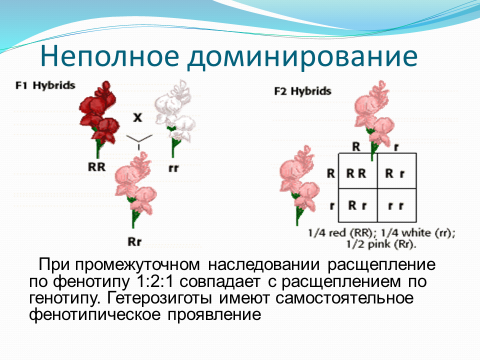 Неполное доминирование
F1 Hybrids
X
RR rr
Rr
F2 Hybrids
R r
R RR Rr
r Rr rr
1/4 red (RR); 1/4 white (rr);
1/2 pink (Rr).
При промежуточном наследовании расщепление
по фенотипу 1:2:1 совпадает с расщеплением по
генотипу. Гетерозиготы имеют самостоятельное
фенотипическое проявление